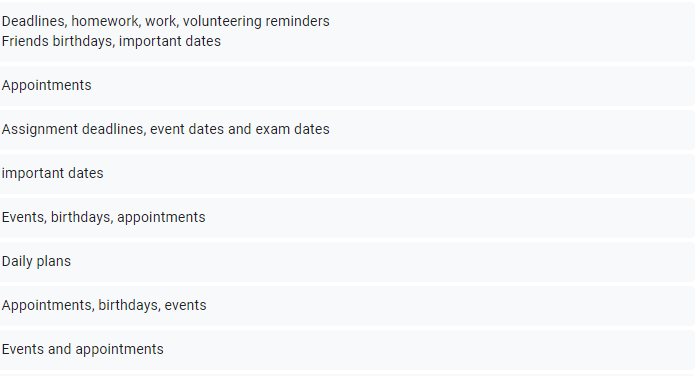 Deadlines, homework, work, volunteering reminders
Friends birthdays, important dates
Appointments
Assignment deadlines, event dates and exam dates
important dates
Events, birthdays, appointments
Daily plans
Appointments, birthdays, events
Events and appointments